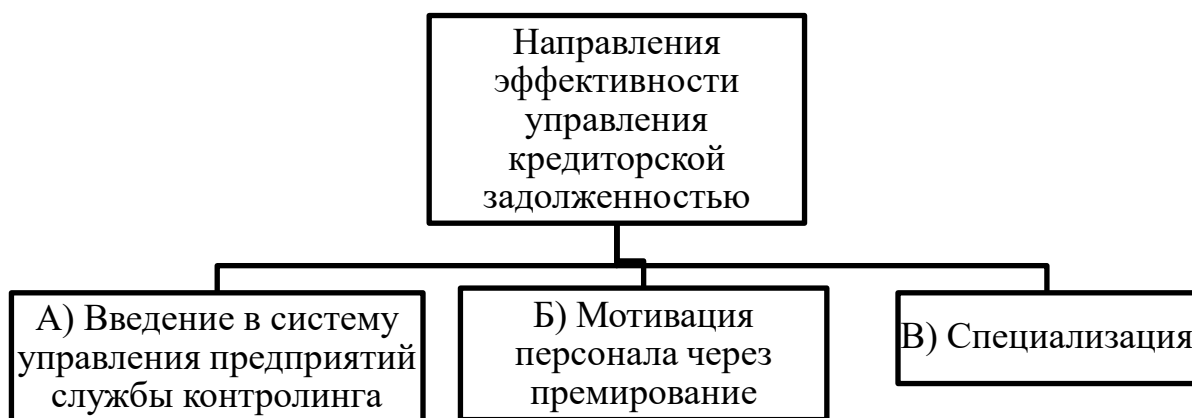 Направления
эффективности
управления
кредиторской
задолженностью
А) Введение в систему
управления предприятий
службы контролинга
Б) Мотивация
персонала через
премирование
В) Специализация